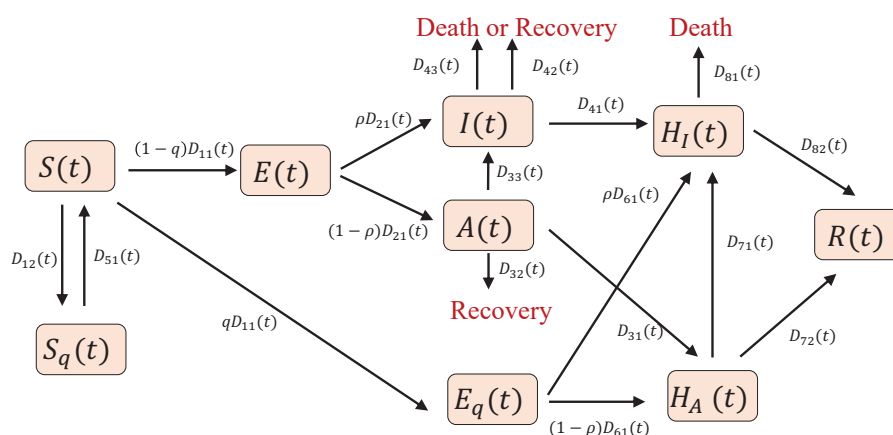 Death or Recovery
Death
D₄₃(t)
D₄₂(t)
D₈₁(t)
ρD₂₁(t)
I(t)
D₄₁(t)
H_I(t)
D₈₂(t)
(1−q)D₁₁(t)
S(t)
E(t)
D₃₃(t)
ρD₆₁(t)
(1−ρ)D₂₁(t)
A(t)
R(t)
D₁₂(t)
D₅₁(t)
D₃₂(t)
D₇₁(t)
Recovery
qD₁₁(t)
D₃₁(t)
D₇₂(t)
S_q(t)
E_q(t)
H_A (t)
(1−ρ)D₆₁(t)